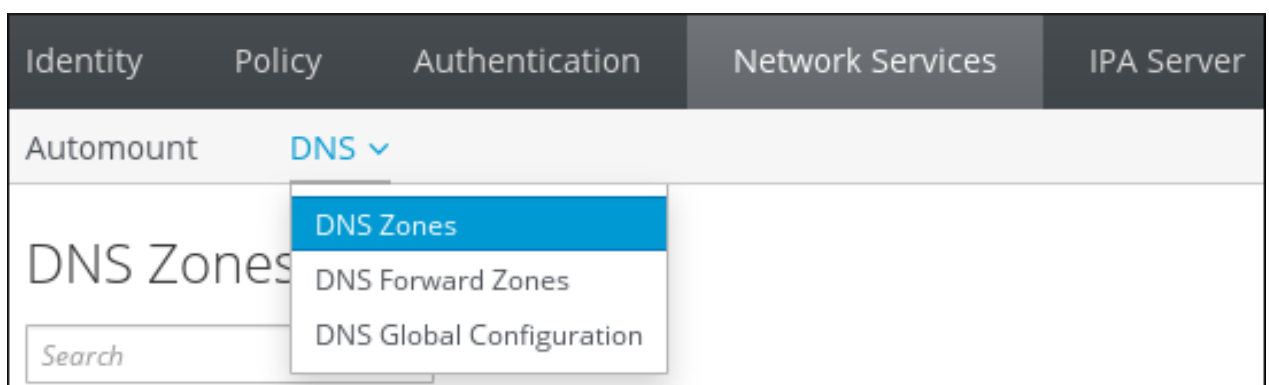 Identity Policy Authentication Network Services IPA Server
Automount DNS
DNS Zones
DNS Zones
DNS Forward Zones
DNS Global Configuration
Search